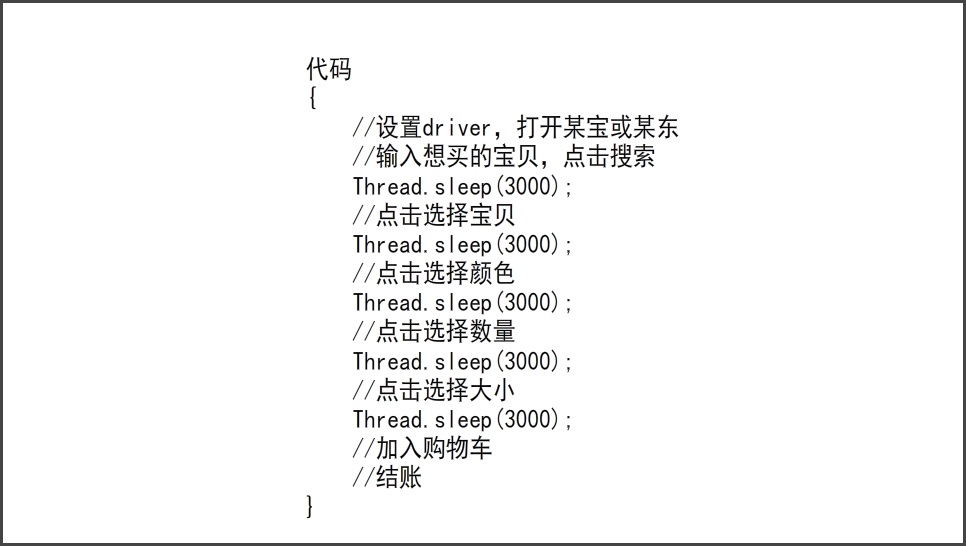 代码
{
//设置driver，打开某宝或某东
//输入想买的宝贝，点击搜索
Thread.sleep(3000);
//点击选择宝贝
Thread.sleep(3000);
//点击选择颜色
Thread.sleep(3000);
//点击选择数量
Thread.sleep(3000);
//点击选择大小
Thread.sleep(3000);
//加入购物车
//结账
}